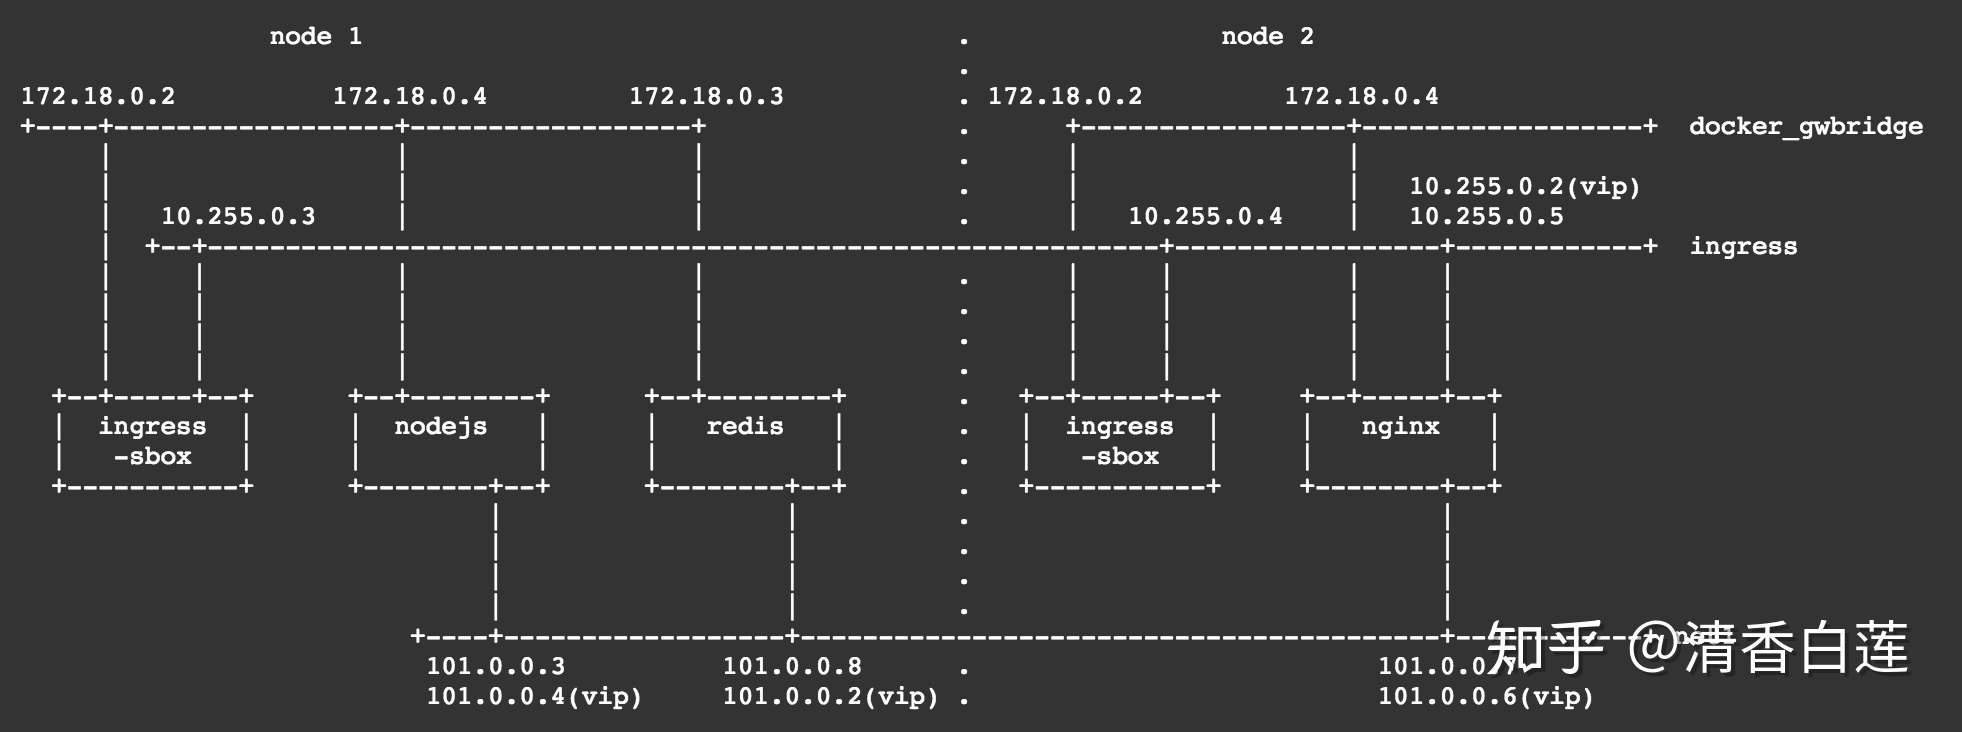 node 1 node 2
172.18.0.2 172.18.0.4 172.18.0.3 172.18.0.2 172.18.0.4
docker_gwbridge
10.255.0.2(vip)
10.255.0.3 10.255.0.4 10.255.0.5
ingress
ingress nodejs redis ingress nginx
-sbox -sbox
知乎 @清香白莲
101.0.0.3 101.0.0.8
101.0.0.4(vip) 101.0.0.2(vip) 101.0.0.6(vip)